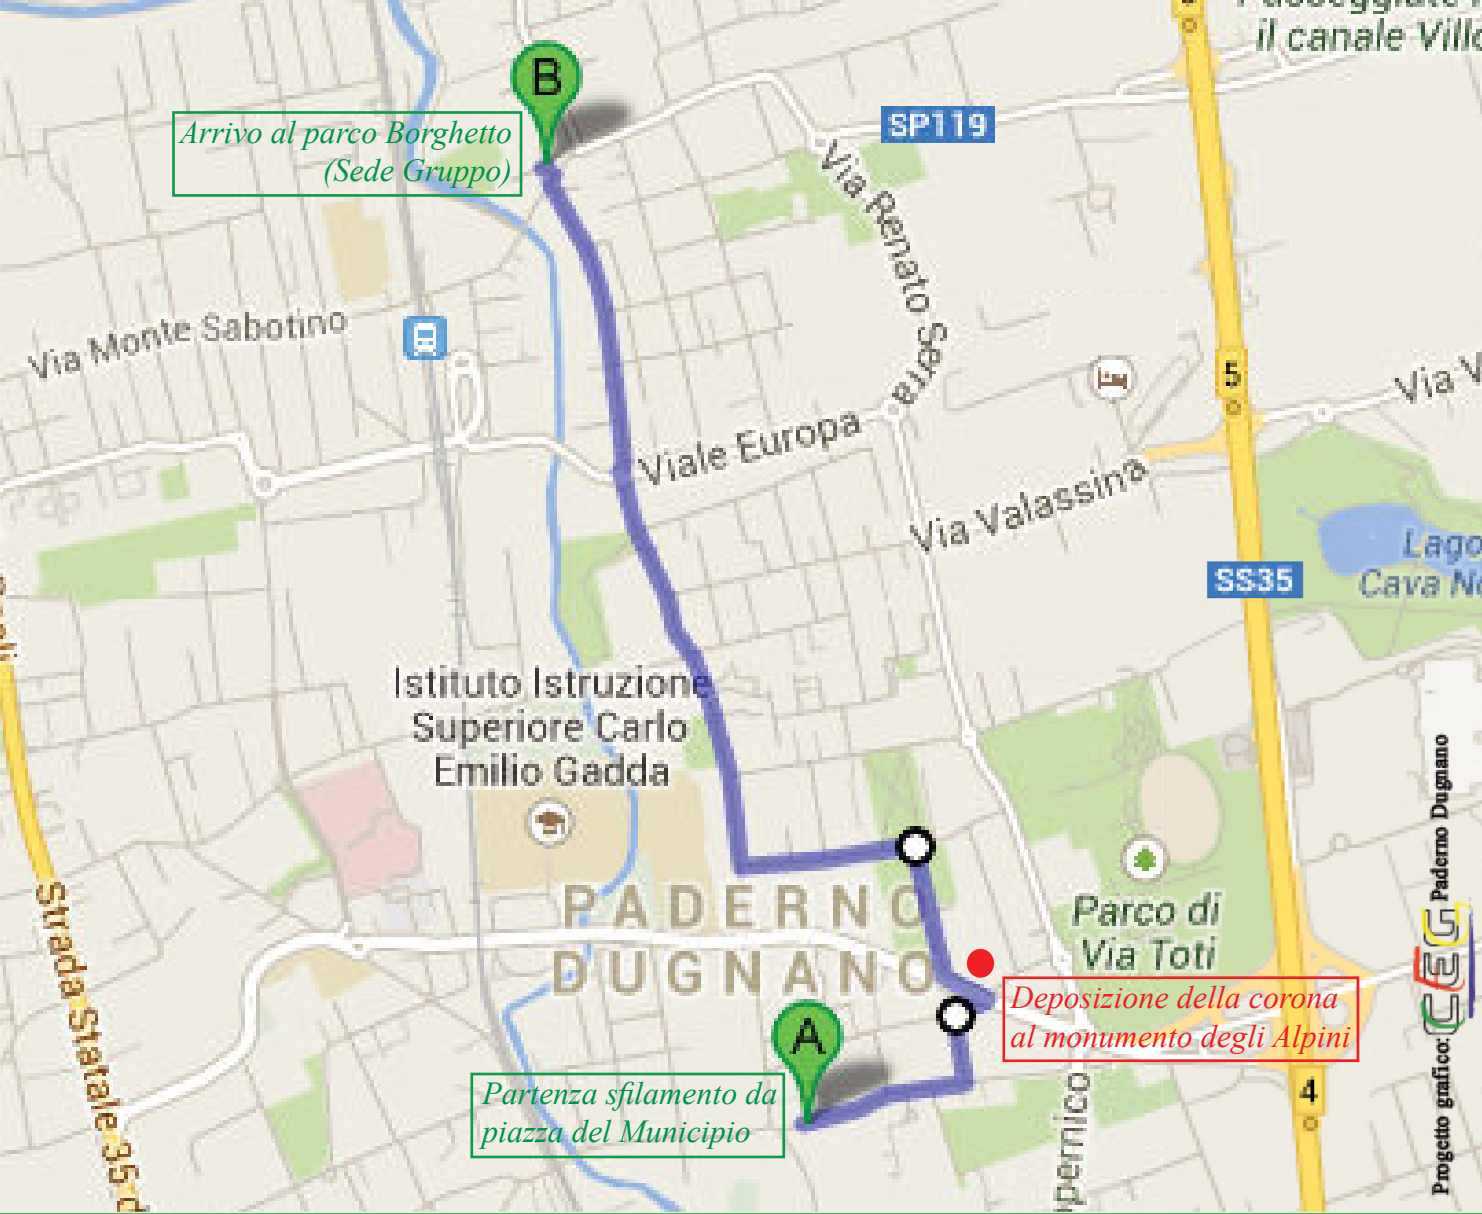 il canale Villo
B
Arrivo al parco Borghetto
(Sede Gruppo)
SP119
Via Renato Serra
Via Monte Sabotino
5
Via V
Viale Europa
Via Valassina
SS35
Lago
Cava No
Istituto Istruzione
Superiore Carlo
Emilio Gadda
PADERNO
DUGNANO
Parco di
Via Toti
Strada Statale 35 d
Deposizione della corona
al monumento degli Alpini
A
Partenza sfilamento da
piazza del Municipio
4
pernico
Progetto grafico: CEG Paderno Dugnano